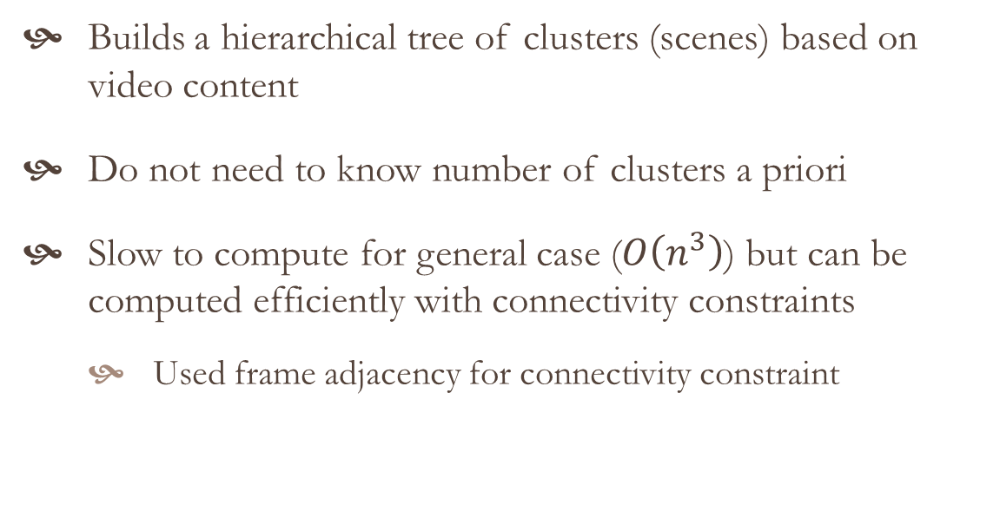 Builds a hierarchical tree of clusters (scenes) based on
video content
Do not need to know number of clusters a priori
Slow to compute for general case (𝑂(𝑛³)) but can be
computed efficiently with connectivity constraints
Used frame adjacency for connectivity constraint